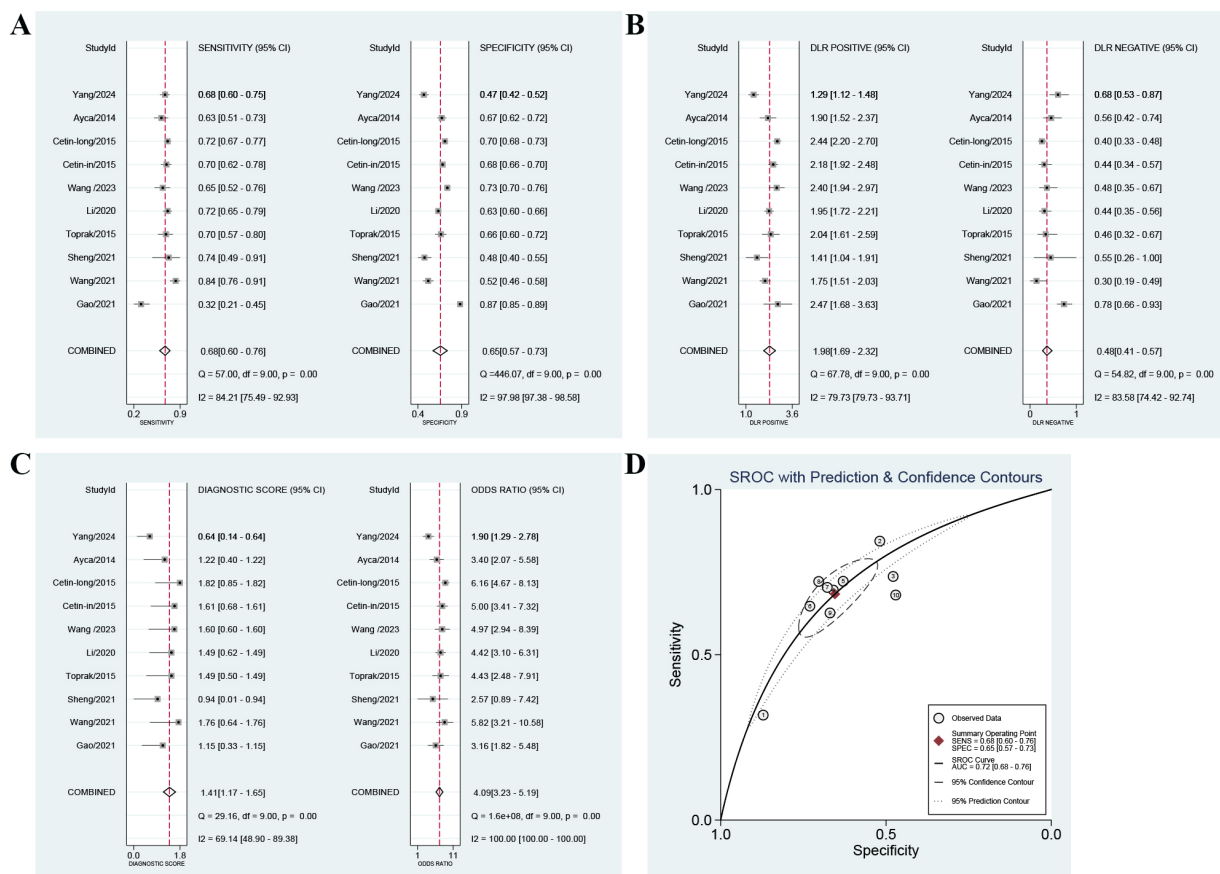 A
StudyId SENSITIVITY (95% CI)
Yang/2024 0.68 [0.60 - 0.75]
Ayca/2014 0.63 [0.51 - 0.73]
Cetin-long/2015 0.72 [0.67 - 0.77]
Cetin-in/2015 0.70 [0.62 - 0.78]
Wang /2023 0.65 [0.52 - 0.76]
Li/2020 0.72 [0.65 - 0.79]
Toprak/2015 0.70 [0.57 - 0.80]
Sheng/2021 0.74 [0.49 - 0.91]
Wang/2021 0.84 [0.76 - 0.91]
Gao/2021 0.32 [0.21 - 0.45]
COMBINED 0.68[0.60 - 0.76]
Q = 57.00, df = 9.00, p = 0.00
I2 = 84.21 [75.49 - 92.93]
0.2 0.9
SENSITIVITY
StudyId SPECIFICITY (95% CI)
Yang/2024 0.47 [0.42 - 0.52]
Ayca/2014 0.67 [0.62 - 0.72]
Cetin-long/2015 0.70 [0.68 - 0.73]
Cetin-in/2015 0.68 [0.66 - 0.70]
Wang /2023 0.73 [0.70 - 0.76]
Li/2020 0.63 [0.60 - 0.66]
Toprak/2015 0.66 [0.60 - 0.72]
Sheng/2021 0.48 [0.40 - 0.55]
Wang/2021 0.52 [0.46 - 0.58]
Gao/2021 0.87 [0.85 - 0.89]
COMBINED 0.65[0.57 - 0.73]
Q =446.07, df = 9.00, p = 0.00
I2 = 97.98 [97.38 - 98.58]
0.4 0.9
SPECIFICITY
B
StudyId DLR POSITIVE (95% CI)
Yang/2024 1.29 [1.12 - 1.48]
Ayca/2014 1.90 [1.52 - 2.37]
Cetin-long/2015 2.44 [2.20 - 2.70]
Cetin-in/2015 2.18 [1.92 - 2.48]
Wang /2023 2.40 [1.94 - 2.97]
Li/2020 1.95 [1.72 - 2.21]
Toprak/2015 2.04 [1.61 - 2.59]
Sheng/2021 1.41 [1.04 - 1.91]
Wang/2021 1.75 [1.51 - 2.03]
Gao/2021 2.47 [1.68 - 3.63]
COMBINED 1.98[1.69 - 2.32]
Q = 67.78, df = 9.00, p = 0.00
I2 = 79.73 [79.73 - 93.71]
1.0 3.6
DLR POSITIVE
StudyId DLR NEGATIVE (95% CI)
Yang/2024 0.68 [0.53 - 0.87]
Ayca/2014 0.56 [0.42 - 0.74]
Cetin-long/2015 0.40 [0.33 - 0.48]
Cetin-in/2015 0.44 [0.34 - 0.57]
Wang /2023 0.48 [0.35 - 0.67]
Li/2020 0.44 [0.35 - 0.56]
Toprak/2015 0.46 [0.32 - 0.67]
Sheng/2021 0.55 [0.26 - 1.00]
Wang/2021 0.30 [0.19 - 0.49]
Gao/2021 0.78 [0.66 - 0.93]
COMBINED 0.48[0.41 - 0.57]
Q = 54.82, df = 9.00, p = 0.00
I2 = 83.58 [74.42 - 92.74]
0 1
DLR NEGATIVE
C
StudyId DIAGNOSTIC SCORE (95% CI)
Yang/2024 0.64 [0.14 - 0.64]
Ayca/2014 1.22 [0.40 - 1.22]
Cetin-long/2015 1.82 [0.85 - 1.82]
Cetin-in/2015 1.61 [0.68 - 1.61]
Wang /2023 1.60 [0.60 - 1.60]
Li/2020 1.49 [0.62 - 1.49]
Toprak/2015 1.49 [0.50 - 1.49]
Sheng/2021 0.94 [0.01 - 0.94]
Wang/2021 1.76 [0.64 - 1.76]
Gao/2021 1.15 [0.33 - 1.15]
COMBINED 1.41[1.17 - 1.65]
Q = 29.16, df = 9.00, p = 0.00
I2 = 69.14 [48.90 - 89.38]
0.0 1.8
DIAGNOSTIC SCORE
StudyId ODDS RATIO (95% CI)
Yang/2024 1.90 [1.29 - 2.78]
Ayca/2014 3.40 [2.07 - 5.58]
Cetin-long/2015 6.16 [4.67 - 8.13]
Cetin-in/2015 5.00 [3.41 - 7.32]
Wang /2023 4.97 [2.94 - 8.39]
Li/2020 4.42 [3.10 - 6.31]
Toprak/2015 4.43 [2.48 - 7.91]
Sheng/2021 2.57 [0.89 - 7.42]
Wang/2021 5.82 [3.21 - 10.58]
Gao/2021 3.16 [1.82 - 5.48]
COMBINED 4.09[3.23 - 5.19]
Q = 1.6e+08, df = 9.00, p = 0.00
I2 = 100.00 [100.00 - 100.00]
1 11
ODDS RATIO
D
SROC with Prediction & Confidence Contours
1.0
0.5
0.0
Sensitivity
2
5
3
10
9
1
Observed Data
Summary Operating Point
SENS = 0.68 [0.60 - 0.76]
SPEC = 0.65 [0.57 - 0.73]
SROC Curve
AUC = 0.72 [0.68 - 0.76]
95% Confidence Contour
95% Prediction Contour
1.0 0.5 0.0
Specificity